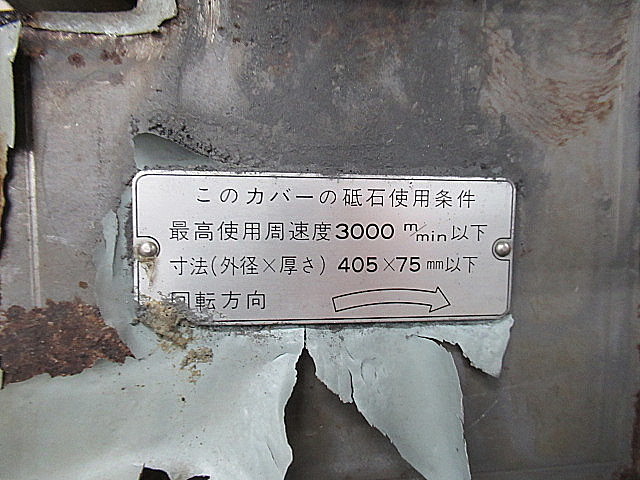 このカバーの砥石使用条件
最高使用周速度3000 m/min以下
寸法(外径×厚さ) 405×75 mm以下
回転方向